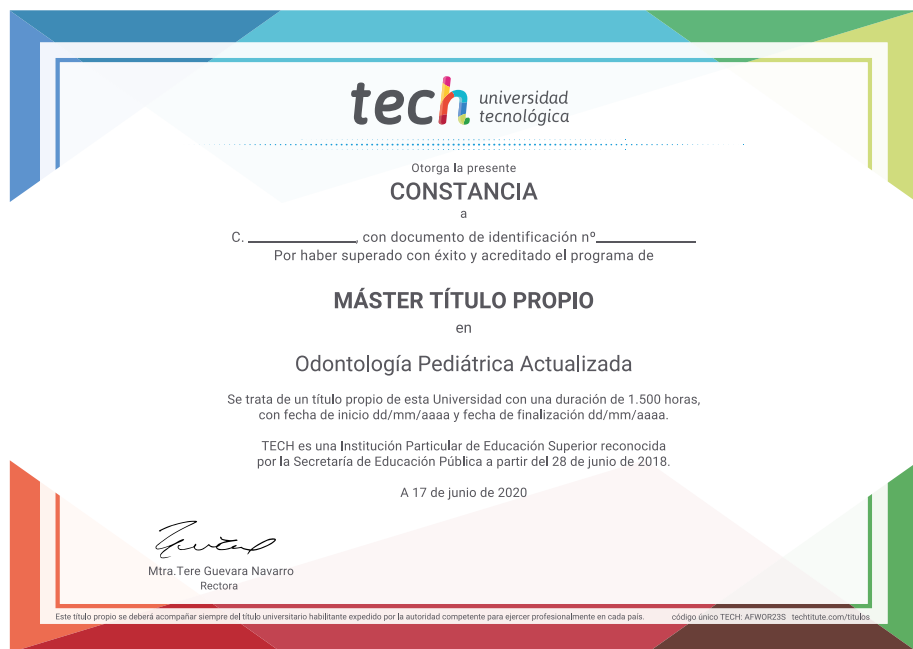 tech universidad
tecnológica
Otorga la presente
CONSTANCIA
a
C. ____________, con documento de identificación nº____________
Por haber superado con éxito y acreditado el programa de
MÁSTER TÍTULO PROPIO
en
Odontología Pediátrica Actualizada
Se trata de un título propio de esta Universidad con una duración de 1.500 horas,
con fecha de inicio dd/mm/aaaa y fecha de finalización dd/mm/aaaa.
TECH es una Institución Particular de Educación Superior reconocida
por la Secretaría de Educación Pública a partir del 28 de junio de 2018.
A 17 de junio de 2020
Mtra.Tere Guevara Navarro
Rectora
Este título propio se deberá acompañar siempre del título universitario habilitante expedido por la autoridad competente para ejercer profesionalmente en cada país. código único TECH: AFWOR23S techtitute.com/titulos